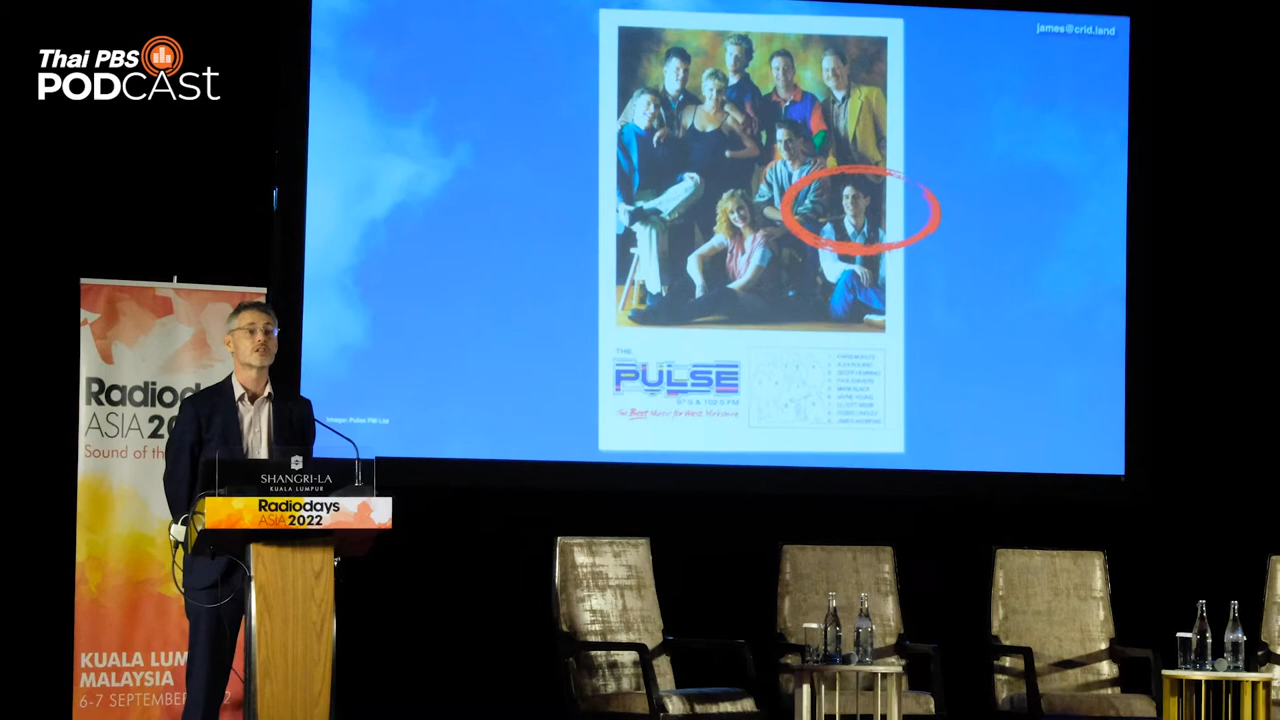 Thai PBS
PODCAST
james@crid.land
THE
PULSE
97.5 & 102.5 FM
The Best Music for West Yorkshire
Image: Pulse FM Ltd
Radiod
ASIA 20
Sound of th
SHANGRI-LA
KUALA LUMPUR
Radiodays
ASIA 2022
KUALA LUM
MALAYSIA
6-7 SEPTEMBER
2